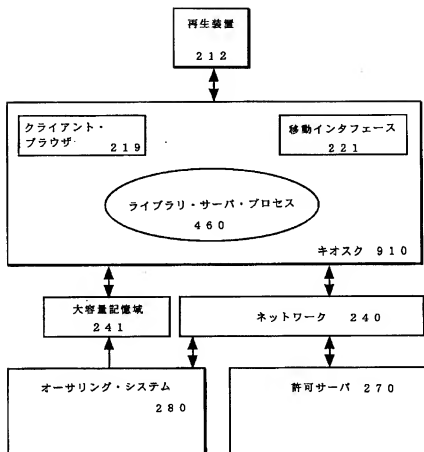 再生装置
212
クライアント・
ブラウザ 219
移動インタフェース
221
ライブラリ・サーバ・プロセス
460
キオスク 910
大容量記憶域
241
ネットワーク 240
オーサリング・システム
280
許可サーバ 270